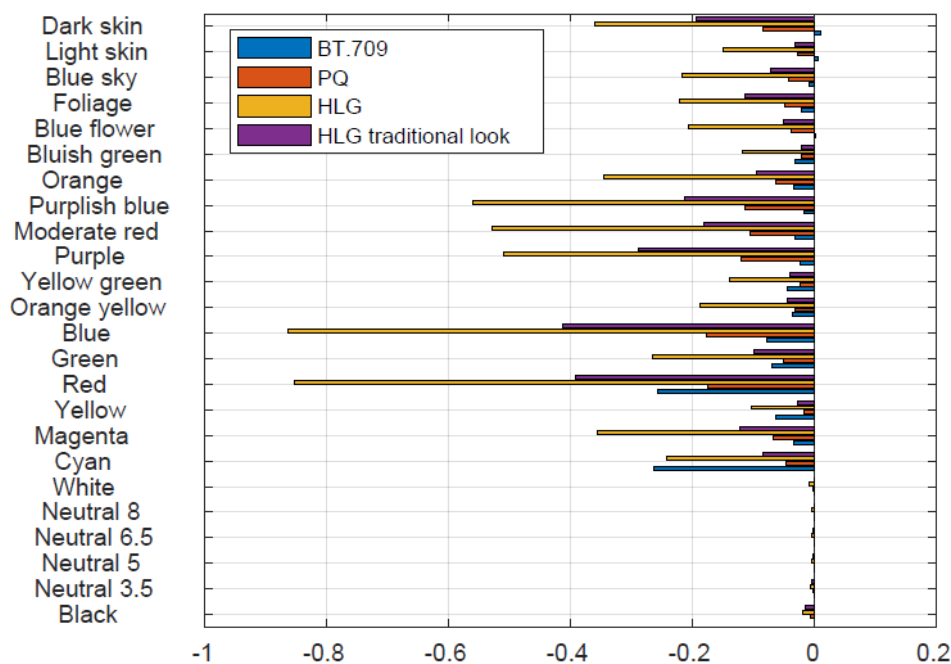 Dark skin
Light skin
Blue sky
Foliage
Blue flower
Bluish green
Orange
Purplish blue
Moderate red
Purple
Yellow green
Orange yellow
Blue
Green
Red
Yellow
Magenta
Cyan
White
Neutral 8
Neutral 6.5
Neutral 5
Neutral 3.5
Black
BT.709
PQ
HLG
HLG traditional look
-1 -0.8 -0.6 -0.4 -0.2 0 0.2